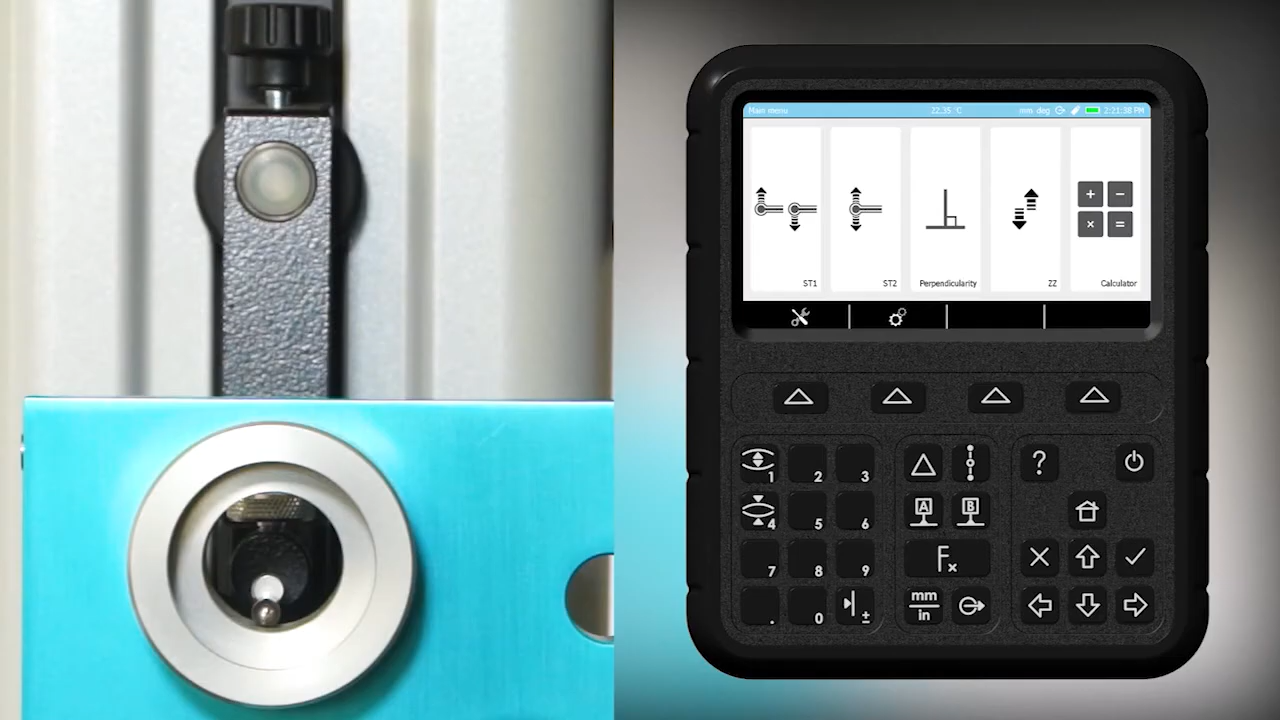 Main menu 22.35 °C mm deg 2:21:38 PM
ST1 ST2 Perpendicularity ZZ Calculator
1 2 3 ?
4 5 6 A B
7 8 9 Fx
. 0 ± mm/in